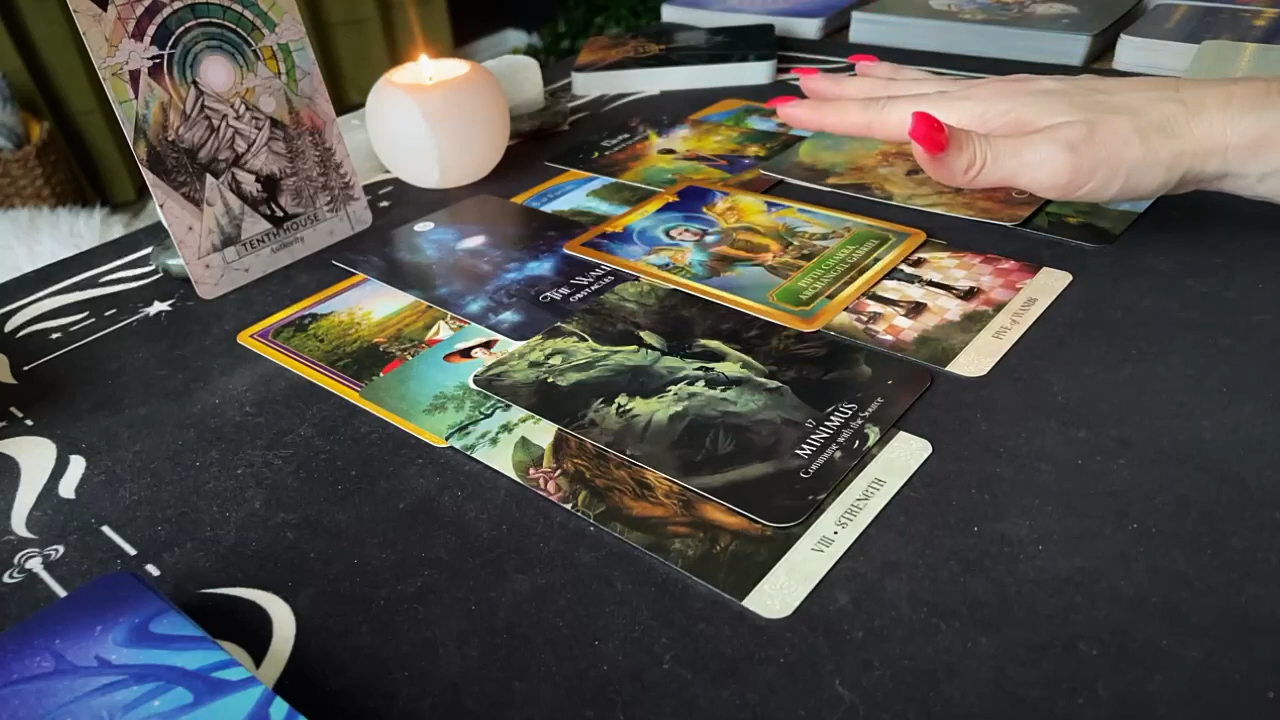 TENTH HOUSE
Authority
THE WALL
OBSTACLES
FIFTH CHAKRA
ARCHANGEL GABRIEL
FIVE of WANDS
17
MINIMUS
Commune with the Source
VIII • STRENGTH